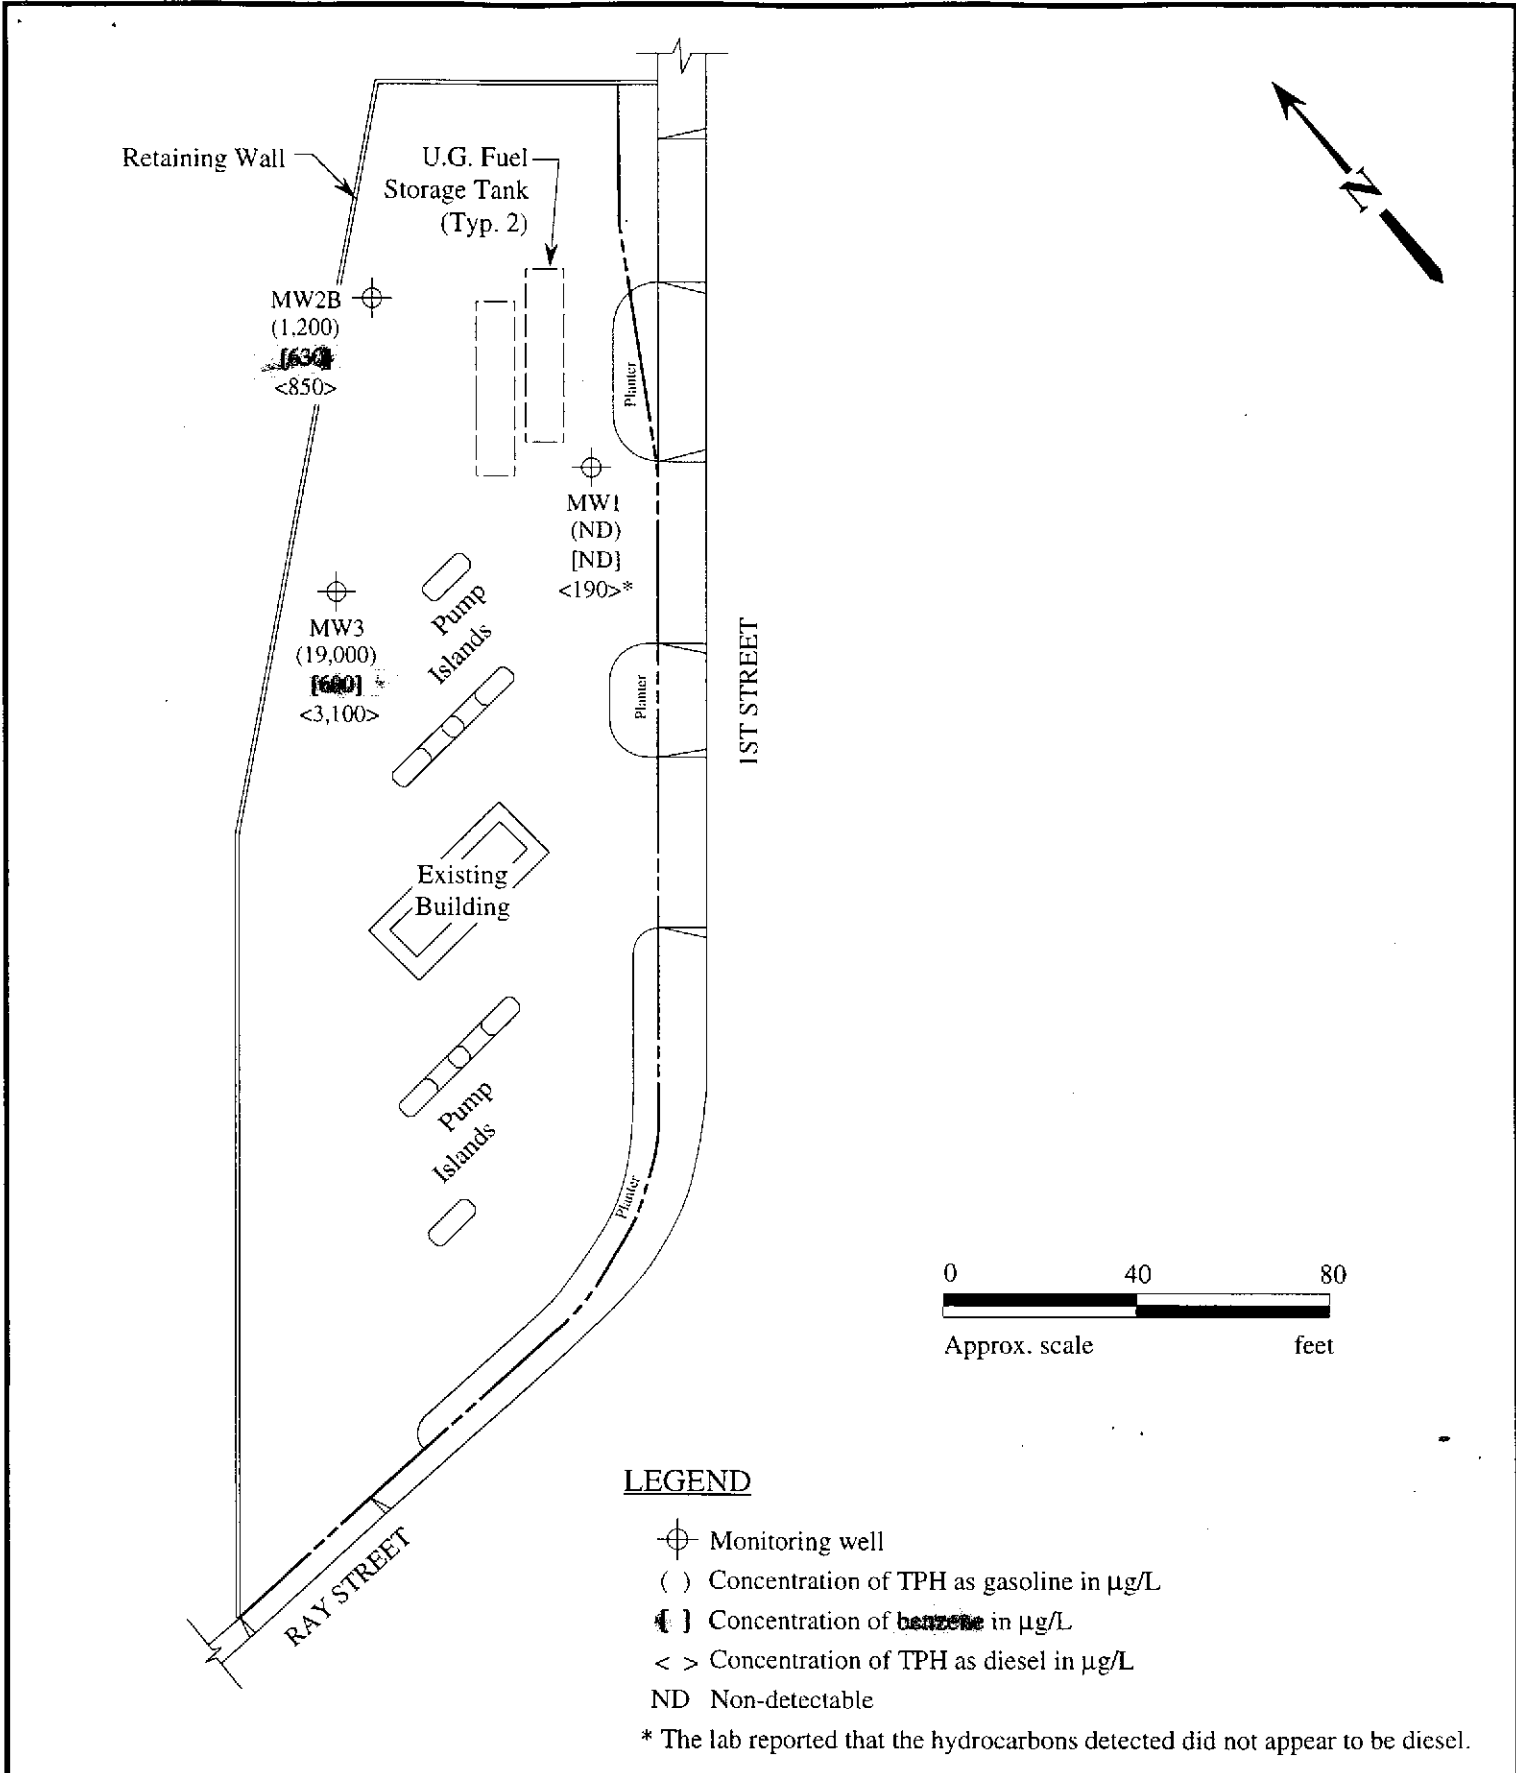 Retaining Wall
U.G. Fuel
Storage Tank
(Typ. 2)
N
MW2B
(1,200)
[630]
<850>
Planter
MW1
(ND)
[ND]
<190>*
MW3
(19,000)
<3,100>
Pump
Islands
Planter
1ST STREET
Existing
Building
Pump
Islands
Planter
RAY STREET
0 40 80
Approx. scale feet
LEGEND
Monitoring well
( ) Concentration of TPH as gasoline in µg/L
[ ] Concentration of benzene in µg/L
< > Concentration of TPH as diesel in µg/L
ND Non-detectable
* The lab reported that the hydrocarbons detected did not appear to be diesel.